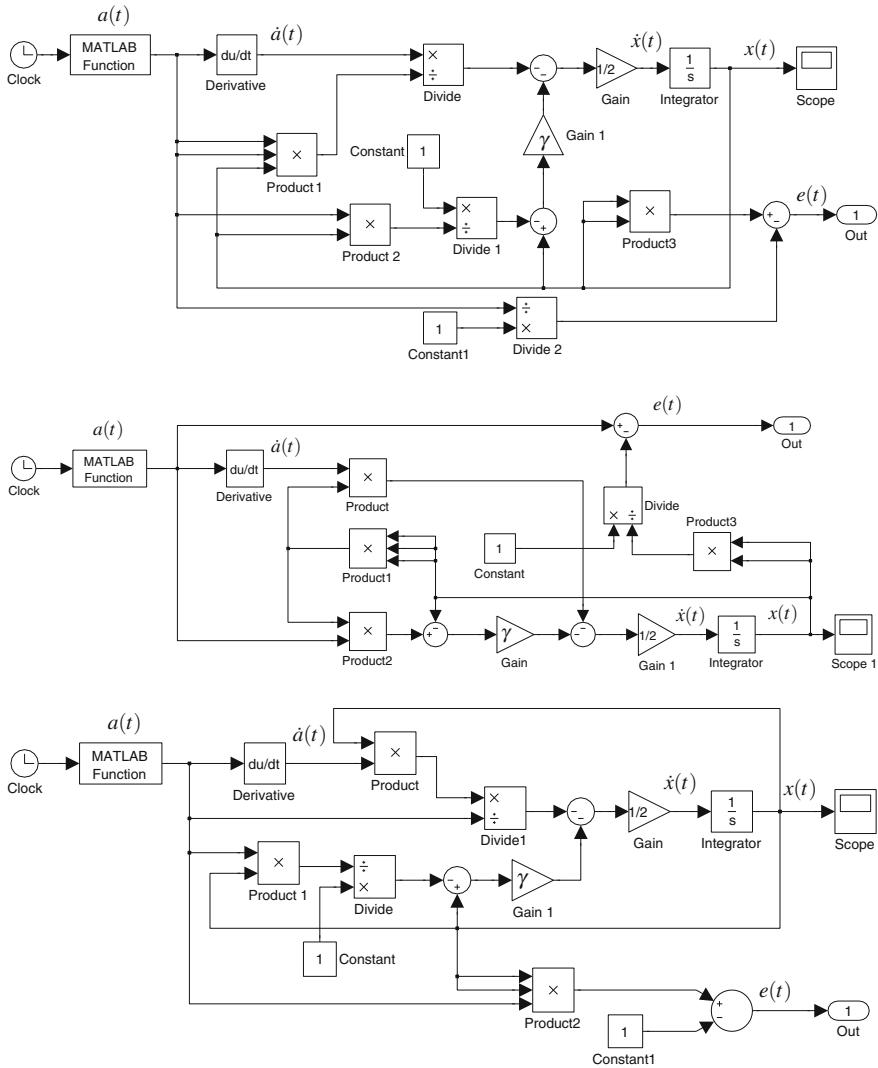 a(t)
ȧ(t)
ẋ(t)
x(t)
Clock
MATLAB
Function
du/dt
Derivative
×
÷
Divide
−
−
1/2
Gain
1
s
Integrator
Scope
×
Product 1
Constant
1
γ
Gain 1
×
Product 2
×
÷
Divide 1
−
+
×
Product3
+
−
e(t)
1
Out
1
Constant1
÷
×
Divide 2
a(t)
ȧ(t)
e(t)
+
−
1
Out
Clock
MATLAB
Function
du/dt
Derivative
×
Product
× ÷
Divide
×
Product1
1
Constant
Product3
×
×
Product2
+
−
γ
Gain
−
−
1/2
Gain 1
ẋ(t)
1
s
Integrator
x(t)
Scope 1
a(t)
ȧ(t)
Clock
MATLAB
Function
du/dt
Derivative
×
Product
×
÷
Divide1
−
−
1/2
Gain
ẋ(t)
1
s
Integrator
x(t)
Scope
×
Product 1
÷
×
Divide
−
+
γ
Gain 1
1
Constant
×
Product2
+
−
e(t)
1
Out
1
Constant1